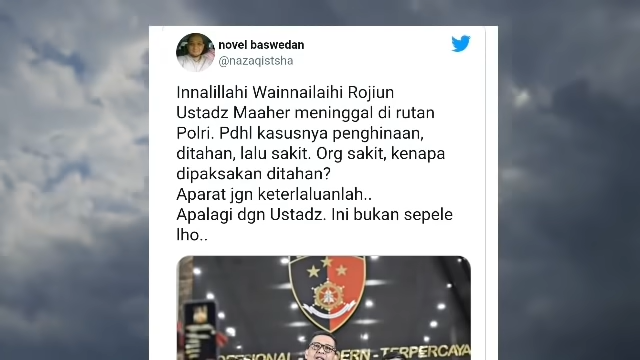 novel baswedan
@nazaqistsha
Innalillahi Wainnailaihi Rojiun
Ustadz Maaher meninggal di rutan
Polri. Pdhl kasusnya penghinaan,
ditahan, lalu sakit. Org sakit, kenapa
dipaksakan ditahan?
Aparat jgn keterlaluanlah..
Apalagi dgn Ustadz. Ini bukan sepele
lho..
TERPERCAYA